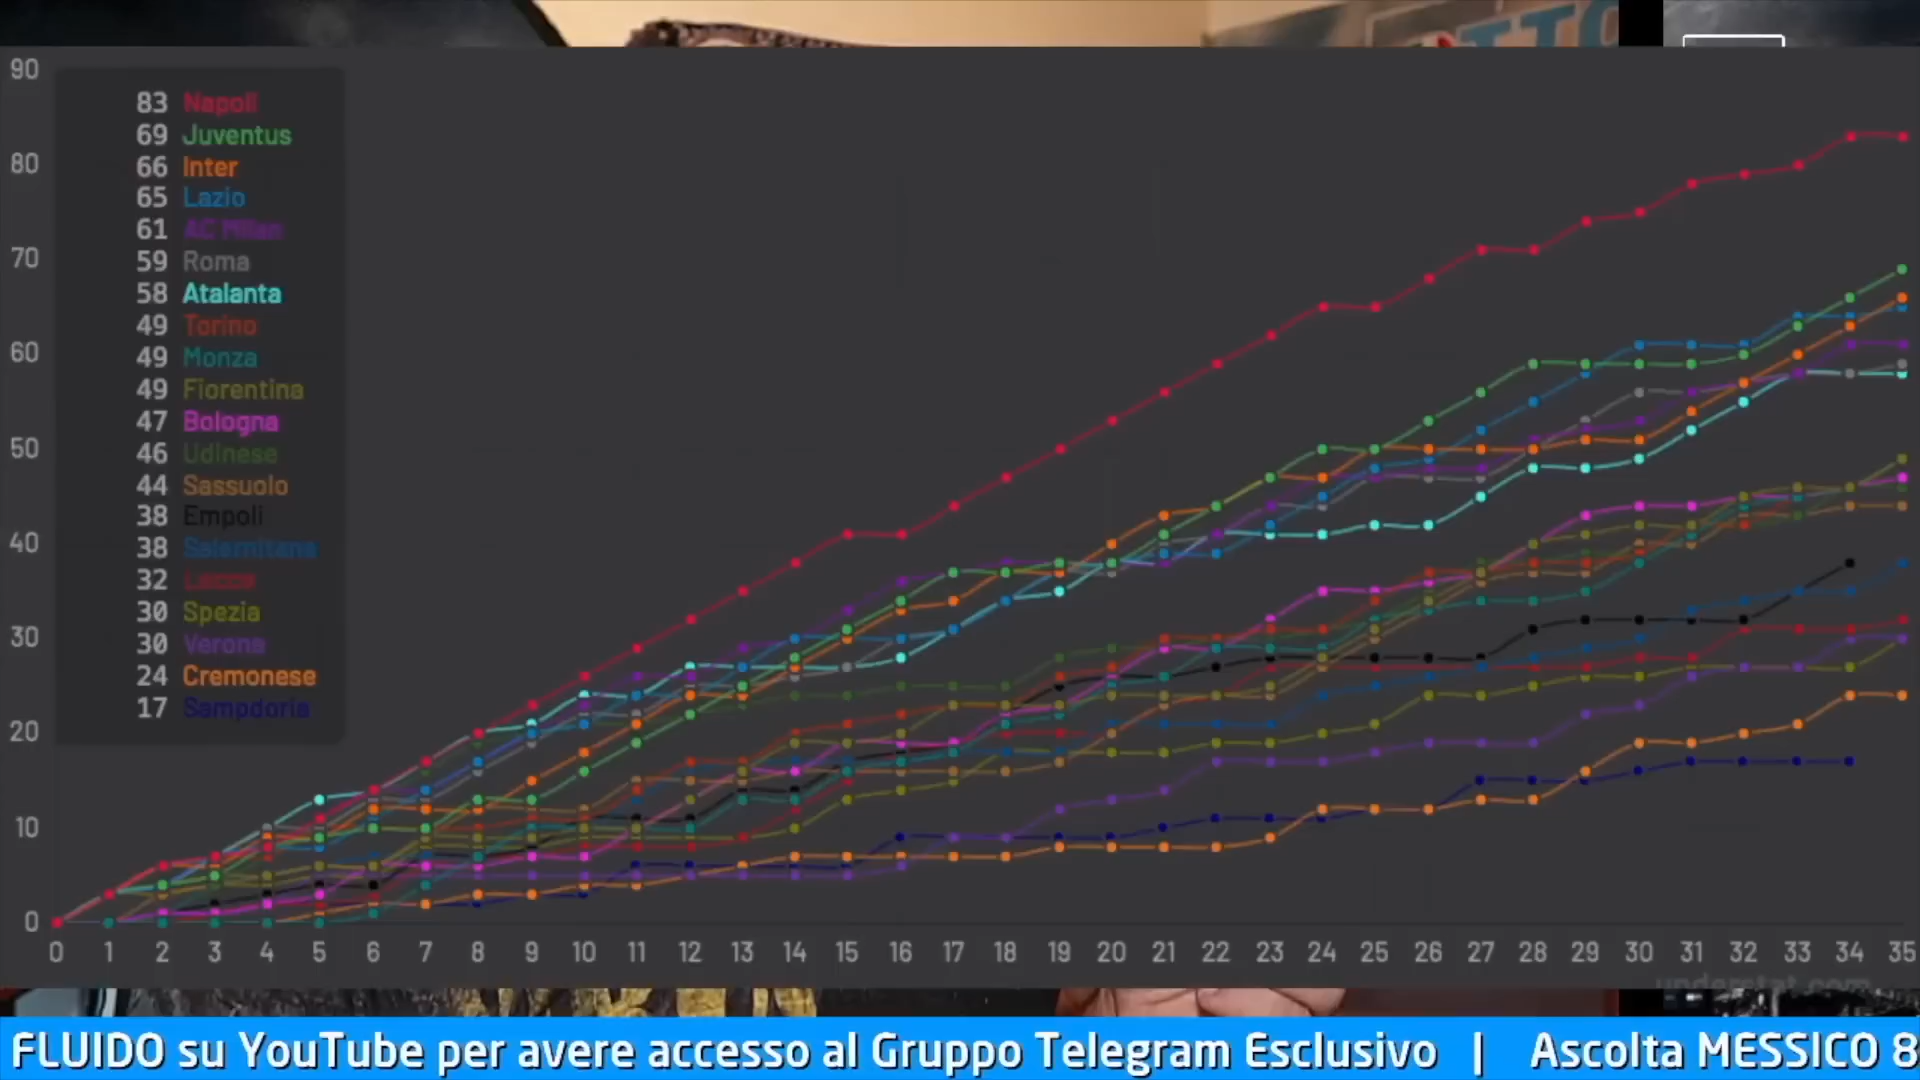 90
80
70
60
50
40
30
20
10
0
83 Napoli
69 Juventus
66 Inter
65 Lazio
61 AC Milan
59 Roma
58 Atalanta
49 Torino
49 Monza
49 Fiorentina
47 Bologna
46 Udinese
44 Sassuolo
38 Empoli
38 Salernitana
32 Lecce
30 Spezia
30 Verona
24 Cremonese
17 Sampdoria
0 1 2 3 4 5 6 7 8 9 10 11 12 13 14 15 16 17 18 19 20 21 22 23 24 25 26 27 28 29 30 31 32 33 34 35
understat.com
FLUIDO su YouTube per avere accesso al Gruppo Telegram Esclusivo | Ascolta MESSICO 8